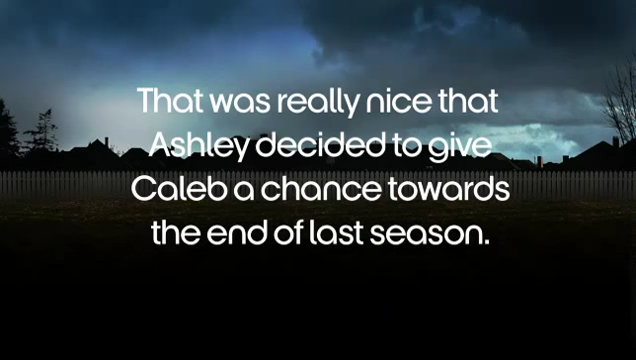 That was really nice that
Ashley decided to give
Caleb a chance towards
the end of last season.